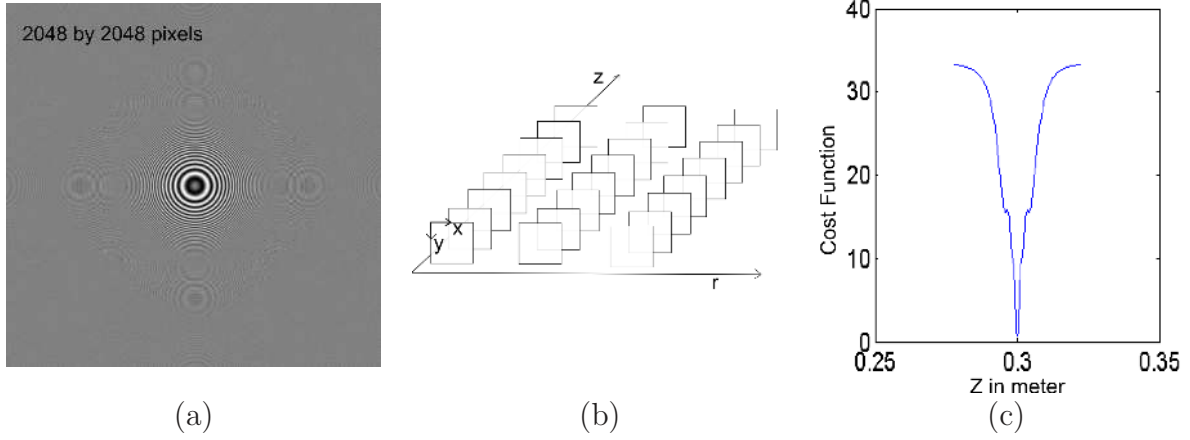 2048 by 2048 pixels
z
x
y
r
40
30
20
10
0
0.25
0.3
0.35
Cost Function
Z in meter
(a)
(b)
(c)